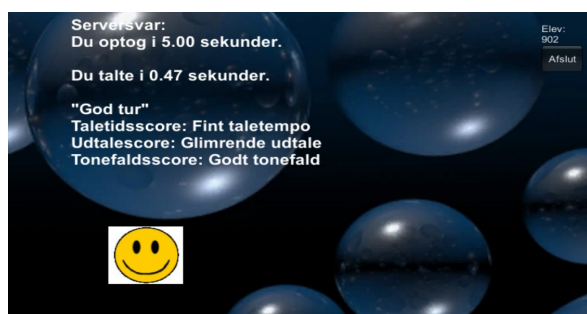 Serversvar:
Du optog i 5.00 sekunder.
Du talte i 0.47 sekunder.
"God tur"
Taletidsscore: Fint taletempo
Udtalescore: Glimrende udtale
Tonefaldsscore: Godt tonefald
Elev:
902
Afslut